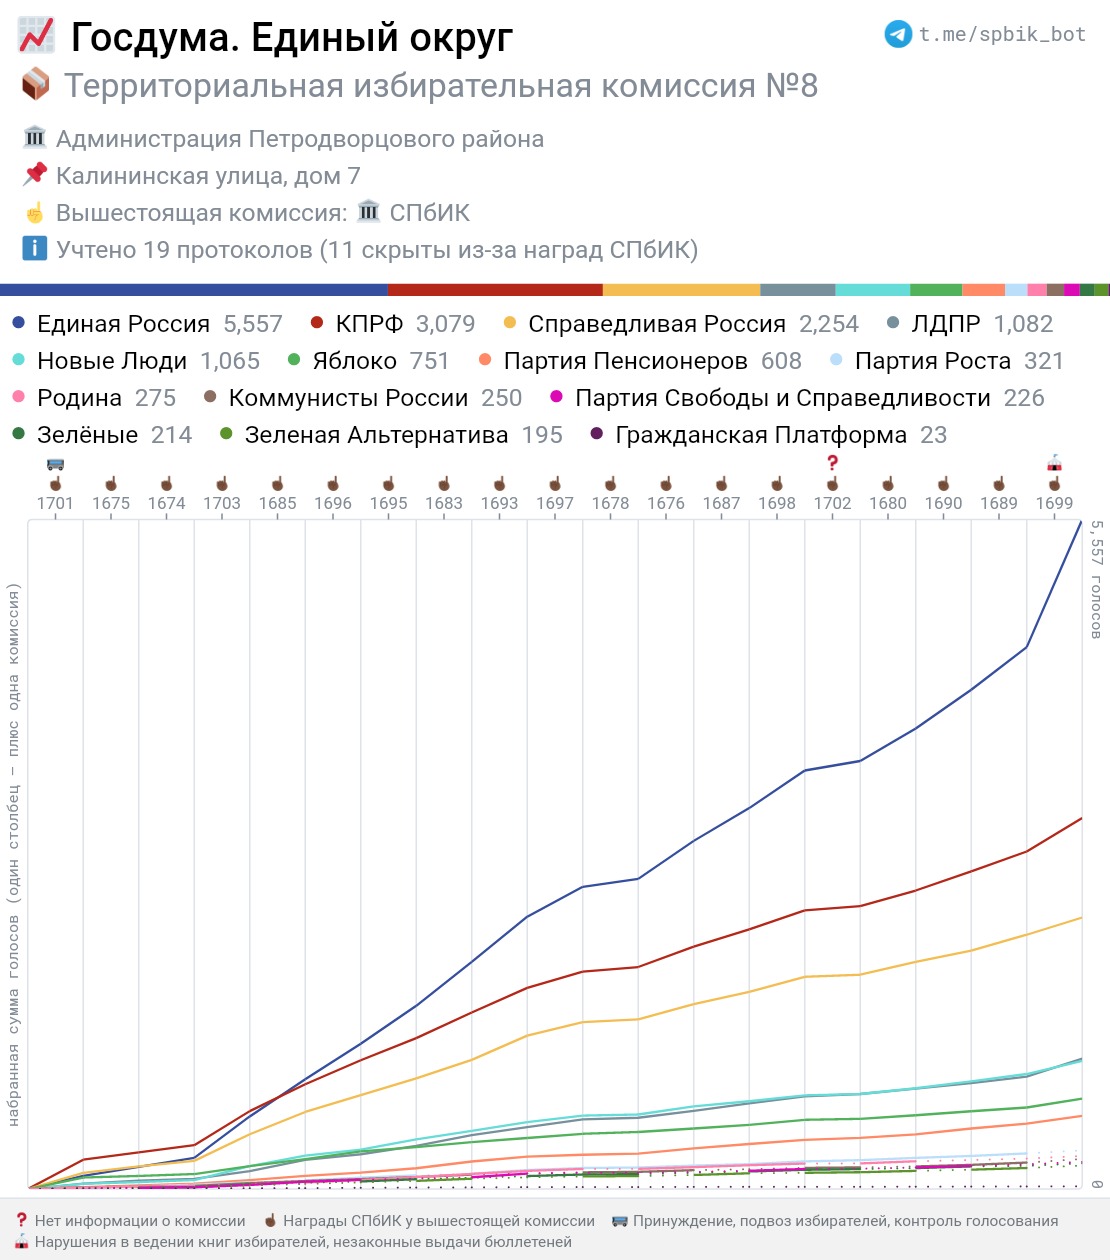 Госдума. Единый округ
t.me/spbik_bot
Территориальная избирательная комиссия №8
Администрация Петродворцового района
Калининская улица, дом 7
Вышестоящая комиссия: СПбИК
Учтено 19 протоколов (11 скрыты из-за наград СПбИК)
Единая Россия 5,557 КПРФ 3,079 Справедливая Россия 2,254 ЛДПР 1,082
Новые Люди 1,065 Яблоко 751 Партия Пенсионеров 608 Партия Роста 321
Родина 275 Коммунисты России 250 Партия Свободы и Справедливости 226
Зелёные 214 Зеленая Альтернатива 195 Гражданская Платформа 23
1701 1675 1674 1703 1685 1696 1695 1683 1693 1697 1678 1676 1687 1698 1702 1680 1690 1689 1699
набранная сумма голосов (один столбец — плюс одна комиссия)
5,557 голосов
0
Нет информации о комиссии Награды СПбИК у вышестоящей комиссии Принуждение, подвоз избирателей, контроль голосования
Нарушения в ведении книг избирателей, незаконные выдачи бюллетеней